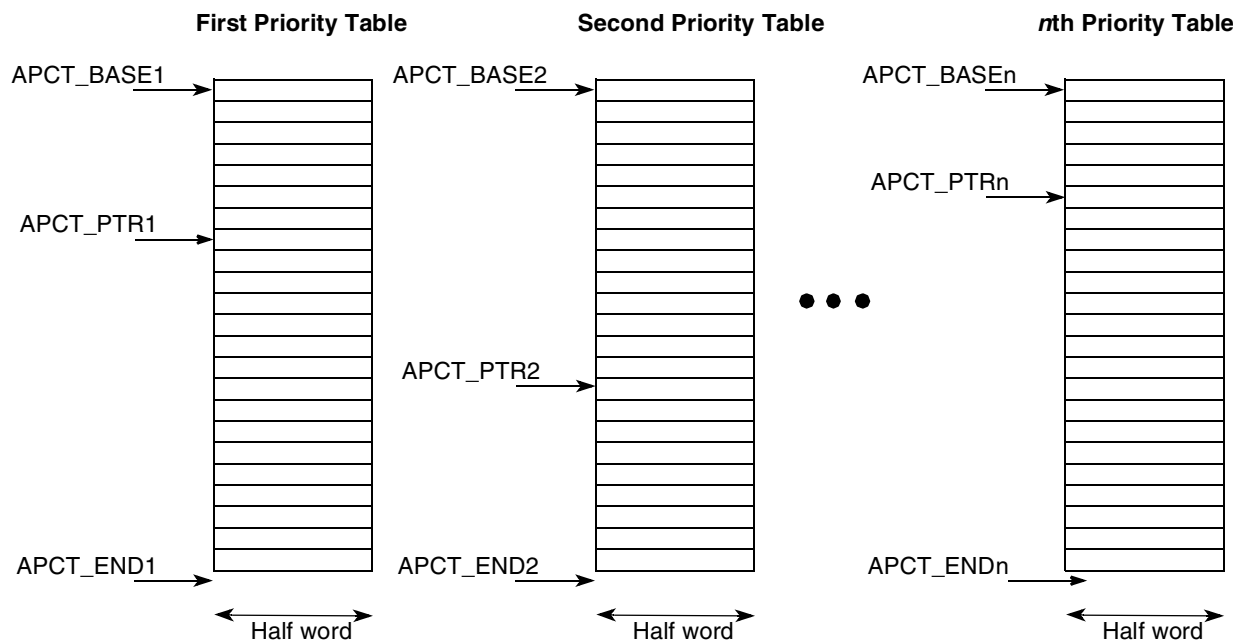 First Priority Table
Second Priority Table
nth Priority Table
APCT_BASE1
APCT_BASE2
APCT_BASEn
APCT_PTR1
APCT_PTRn
APCT_PTR2
APCT_END1
APCT_END2
APCT_ENDn
Half word
Half word
Half word